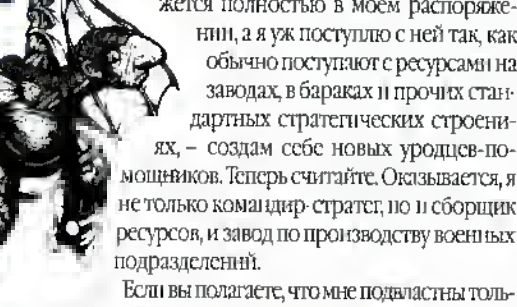 жется полностью в моем распоряже-
нии, а я уж поступлю с ней так, как
обычно поступают с ресурсами на
заводах, в бараках и прочих стан-
дартных стратегических строени-
ях, – создам себе новых уродцев-по-
мощников. Теперь считайте. Оказывается, я
не только командир-стратег, но и сборщик
ресурсов, и завод по производству военных
подразделений.
Если вы полагаете, что мне подвластны толь-